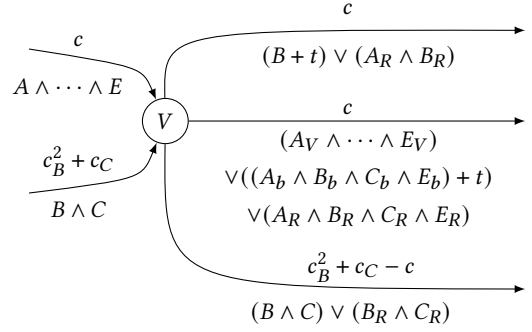 c
A ∧ ⋯ ∧ E
c_B^2 + c_C
B ∧ C
V
c
(B + t) ∨ (A_R ∧ B_R)
c
(A_V ∧ ⋯ ∧ E_V)
∨((A_b ∧ B_b ∧ C_b ∧ E_b) + t)
∨(A_R ∧ B_R ∧ C_R ∧ E_R)
c_B^2 + c_C − c
(B ∧ C) ∨ (B_R ∧ C_R)